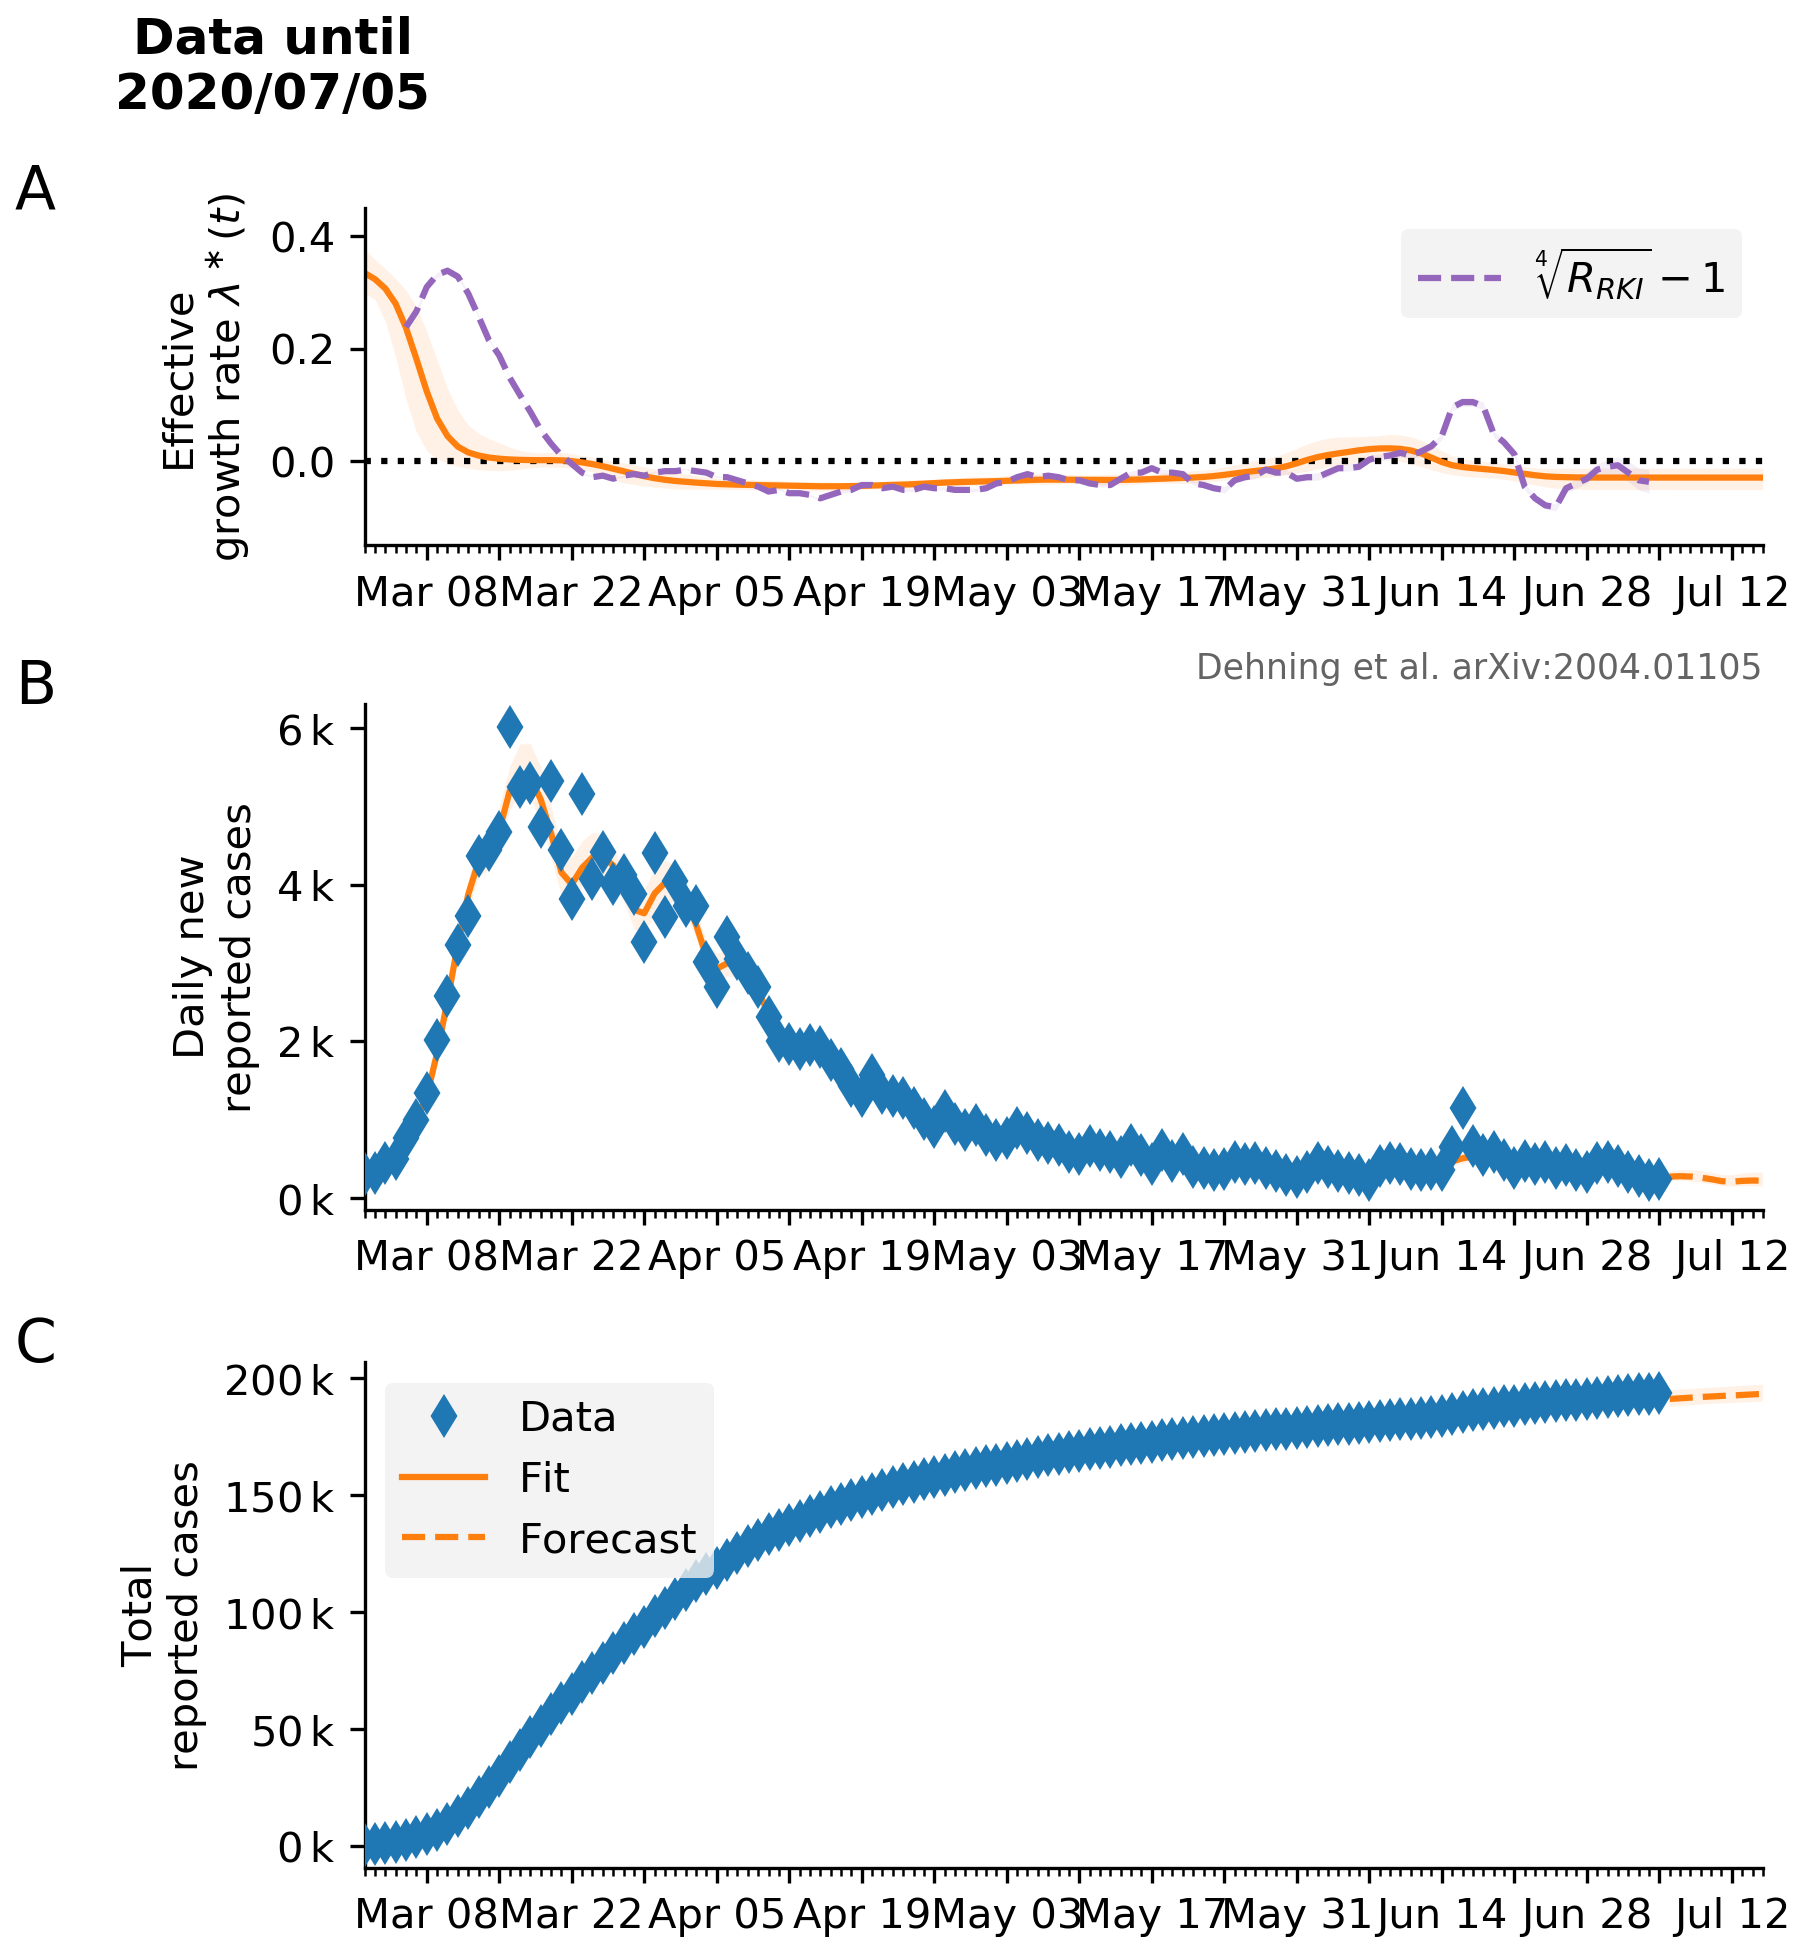 Data until
2020/07/05
A
Effective
growth rate λ * (t)
0.4
0.2
0.0
∜R_RKI − 1
Mar 08 Mar 22 Apr 05 Apr 19 May 03 May 17 May 31 Jun 14 Jun 28 Jul 12
B
Dehning et al. arXiv:2004.01105
Daily new
reported cases
6 k
4 k
2 k
0 k
Mar 08 Mar 22 Apr 05 Apr 19 May 03 May 17 May 31 Jun 14 Jun 28 Jul 12
C
Total
reported cases
200 k
150 k
100 k
50 k
0 k
Data
Fit
Forecast
Mar 08 Mar 22 Apr 05 Apr 19 May 03 May 17 May 31 Jun 14 Jun 28 Jul 12